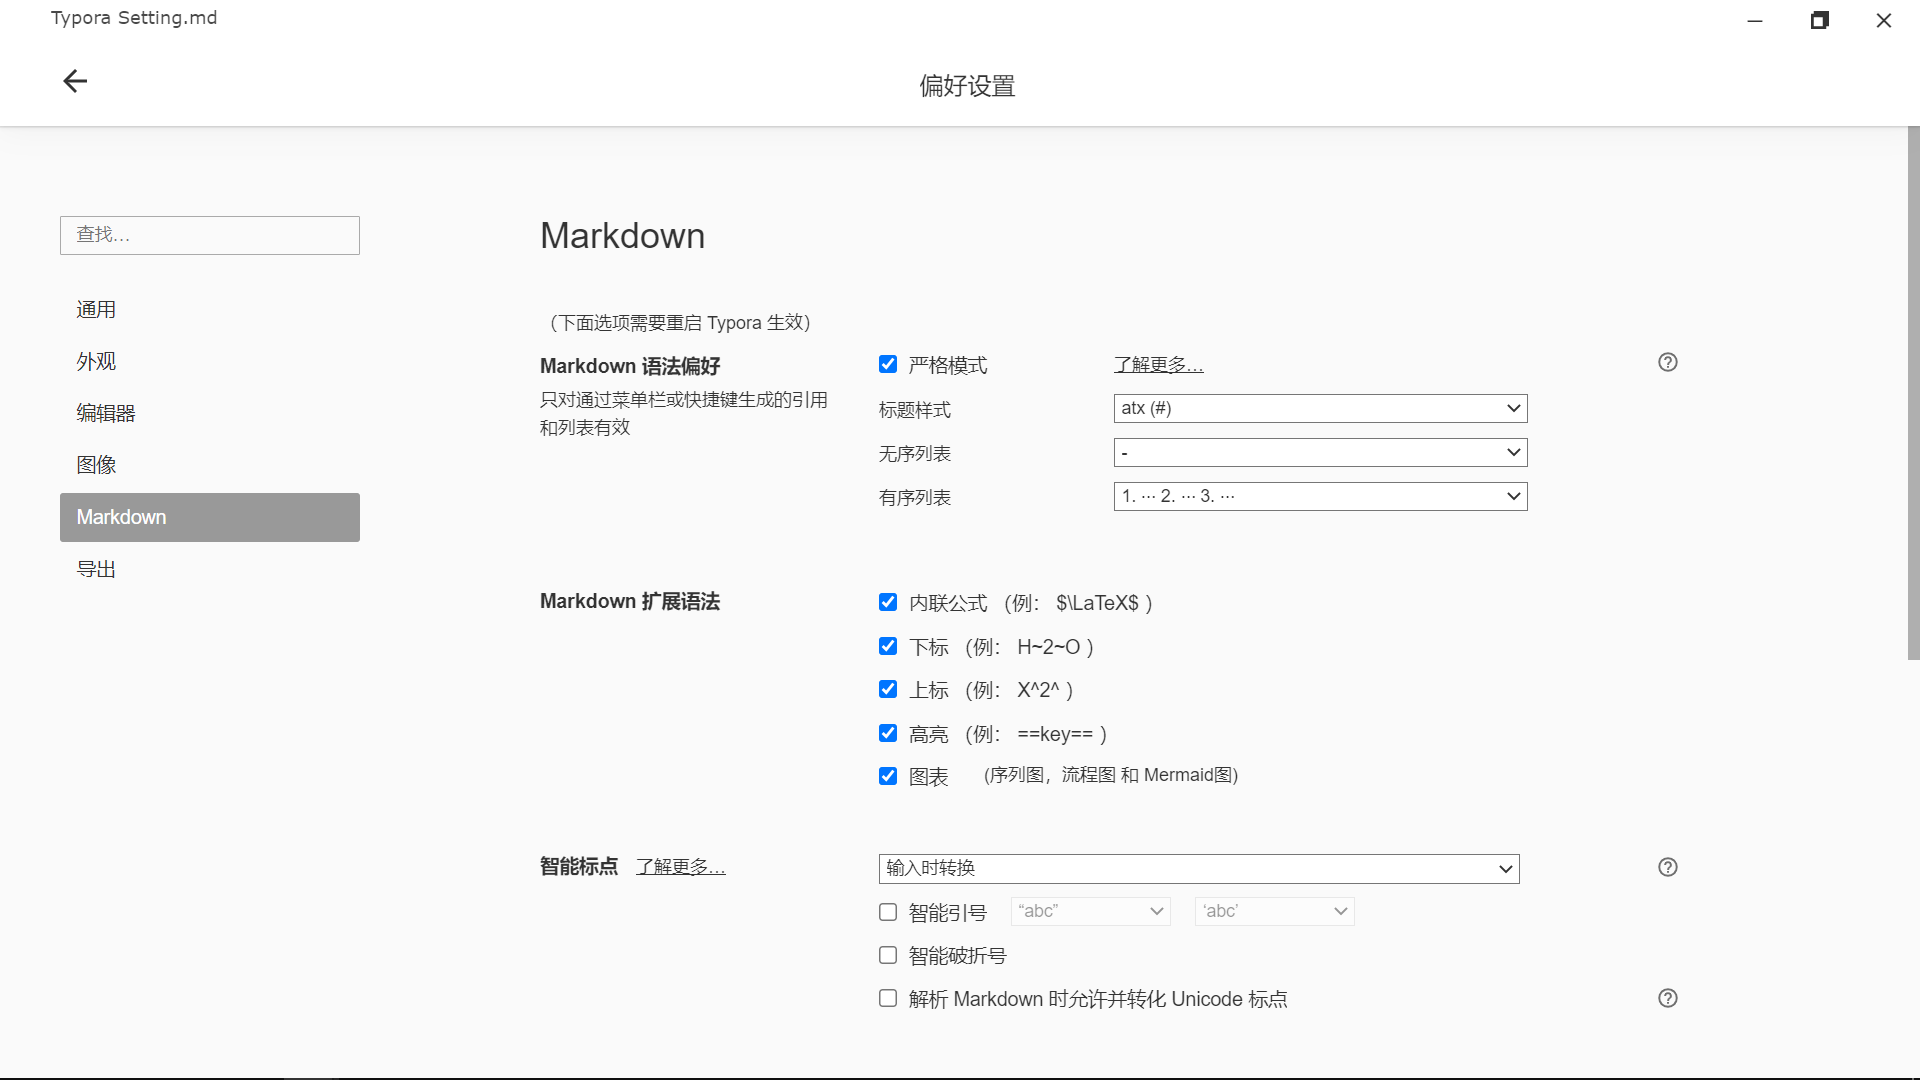 Typora Setting.md
偏好设置
查找…
通用
外观
编辑器
图像
Markdown
导出
Markdown
（下面选项需要重启 Typora 生效）
Markdown 语法偏好
只对通过菜单栏或快捷键生成的引用
和列表有效
严格模式 了解更多…
标题样式 atx (#)
无序列表 -
有序列表 1. ··· 2. ··· 3. ···
Markdown 扩展语法
内联公式 （例： $\LaTeX$ ）
下标 （例： H~2~O ）
上标 （例： X^2^ ）
高亮 （例： ==key== ）
图表 (序列图，流程图 和 Mermaid图)
智能标点 了解更多… 输入时转换
智能引号 “abc” ‘abc’
智能破折号
解析 Markdown 时允许并转化 Unicode 标点